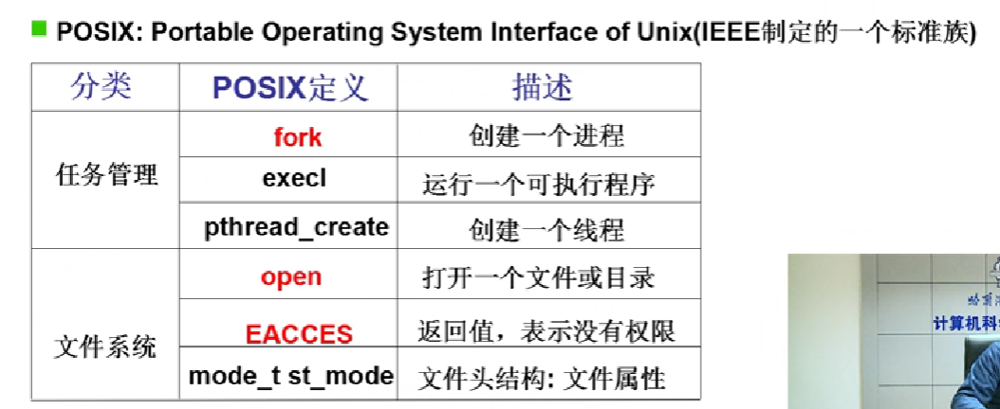 POSIX: Portable Operating System Interface of Unix(IEEE制定的一个标准族)
分类 POSIX定义 描述
任务管理
fork 创建一个进程
execl 运行一个可执行程序
pthread_create 创建一个线程
文件系统
open 打开一个文件或目录
EACCES 返回值，表示没有权限
mode_t st_mode 文件头结构: 文件属性
计算机科